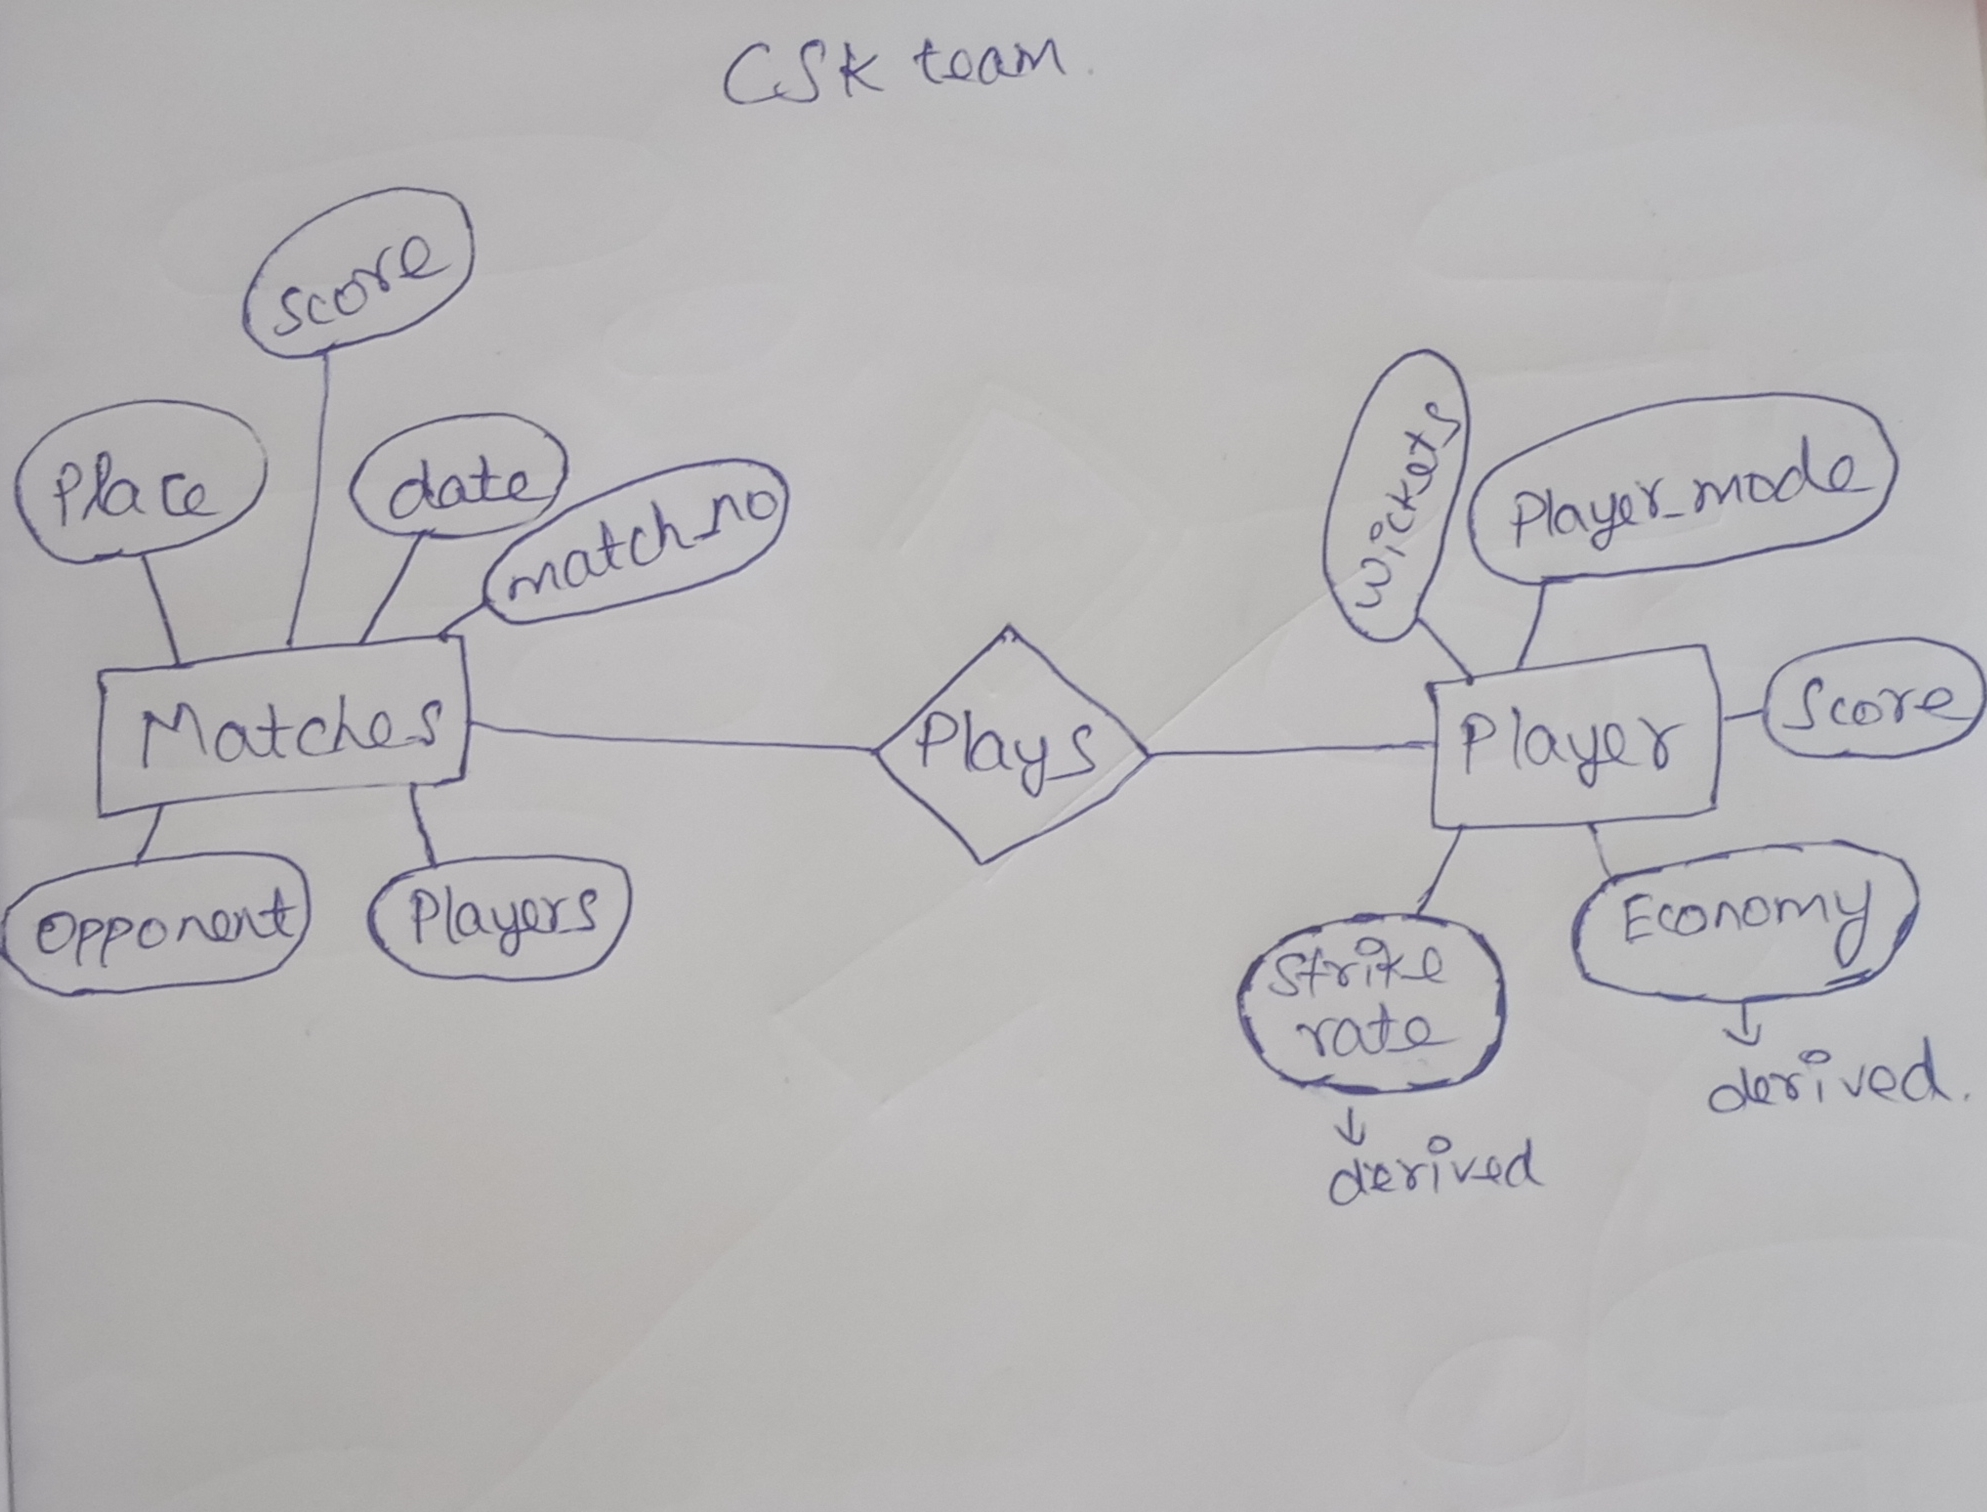 CSK team.
Score
Place
date
match_no
Matches
Opponent
Players
Plays
Wickets
Player_mode
Player
Score
Strike
rate
derived
Economy
derived.